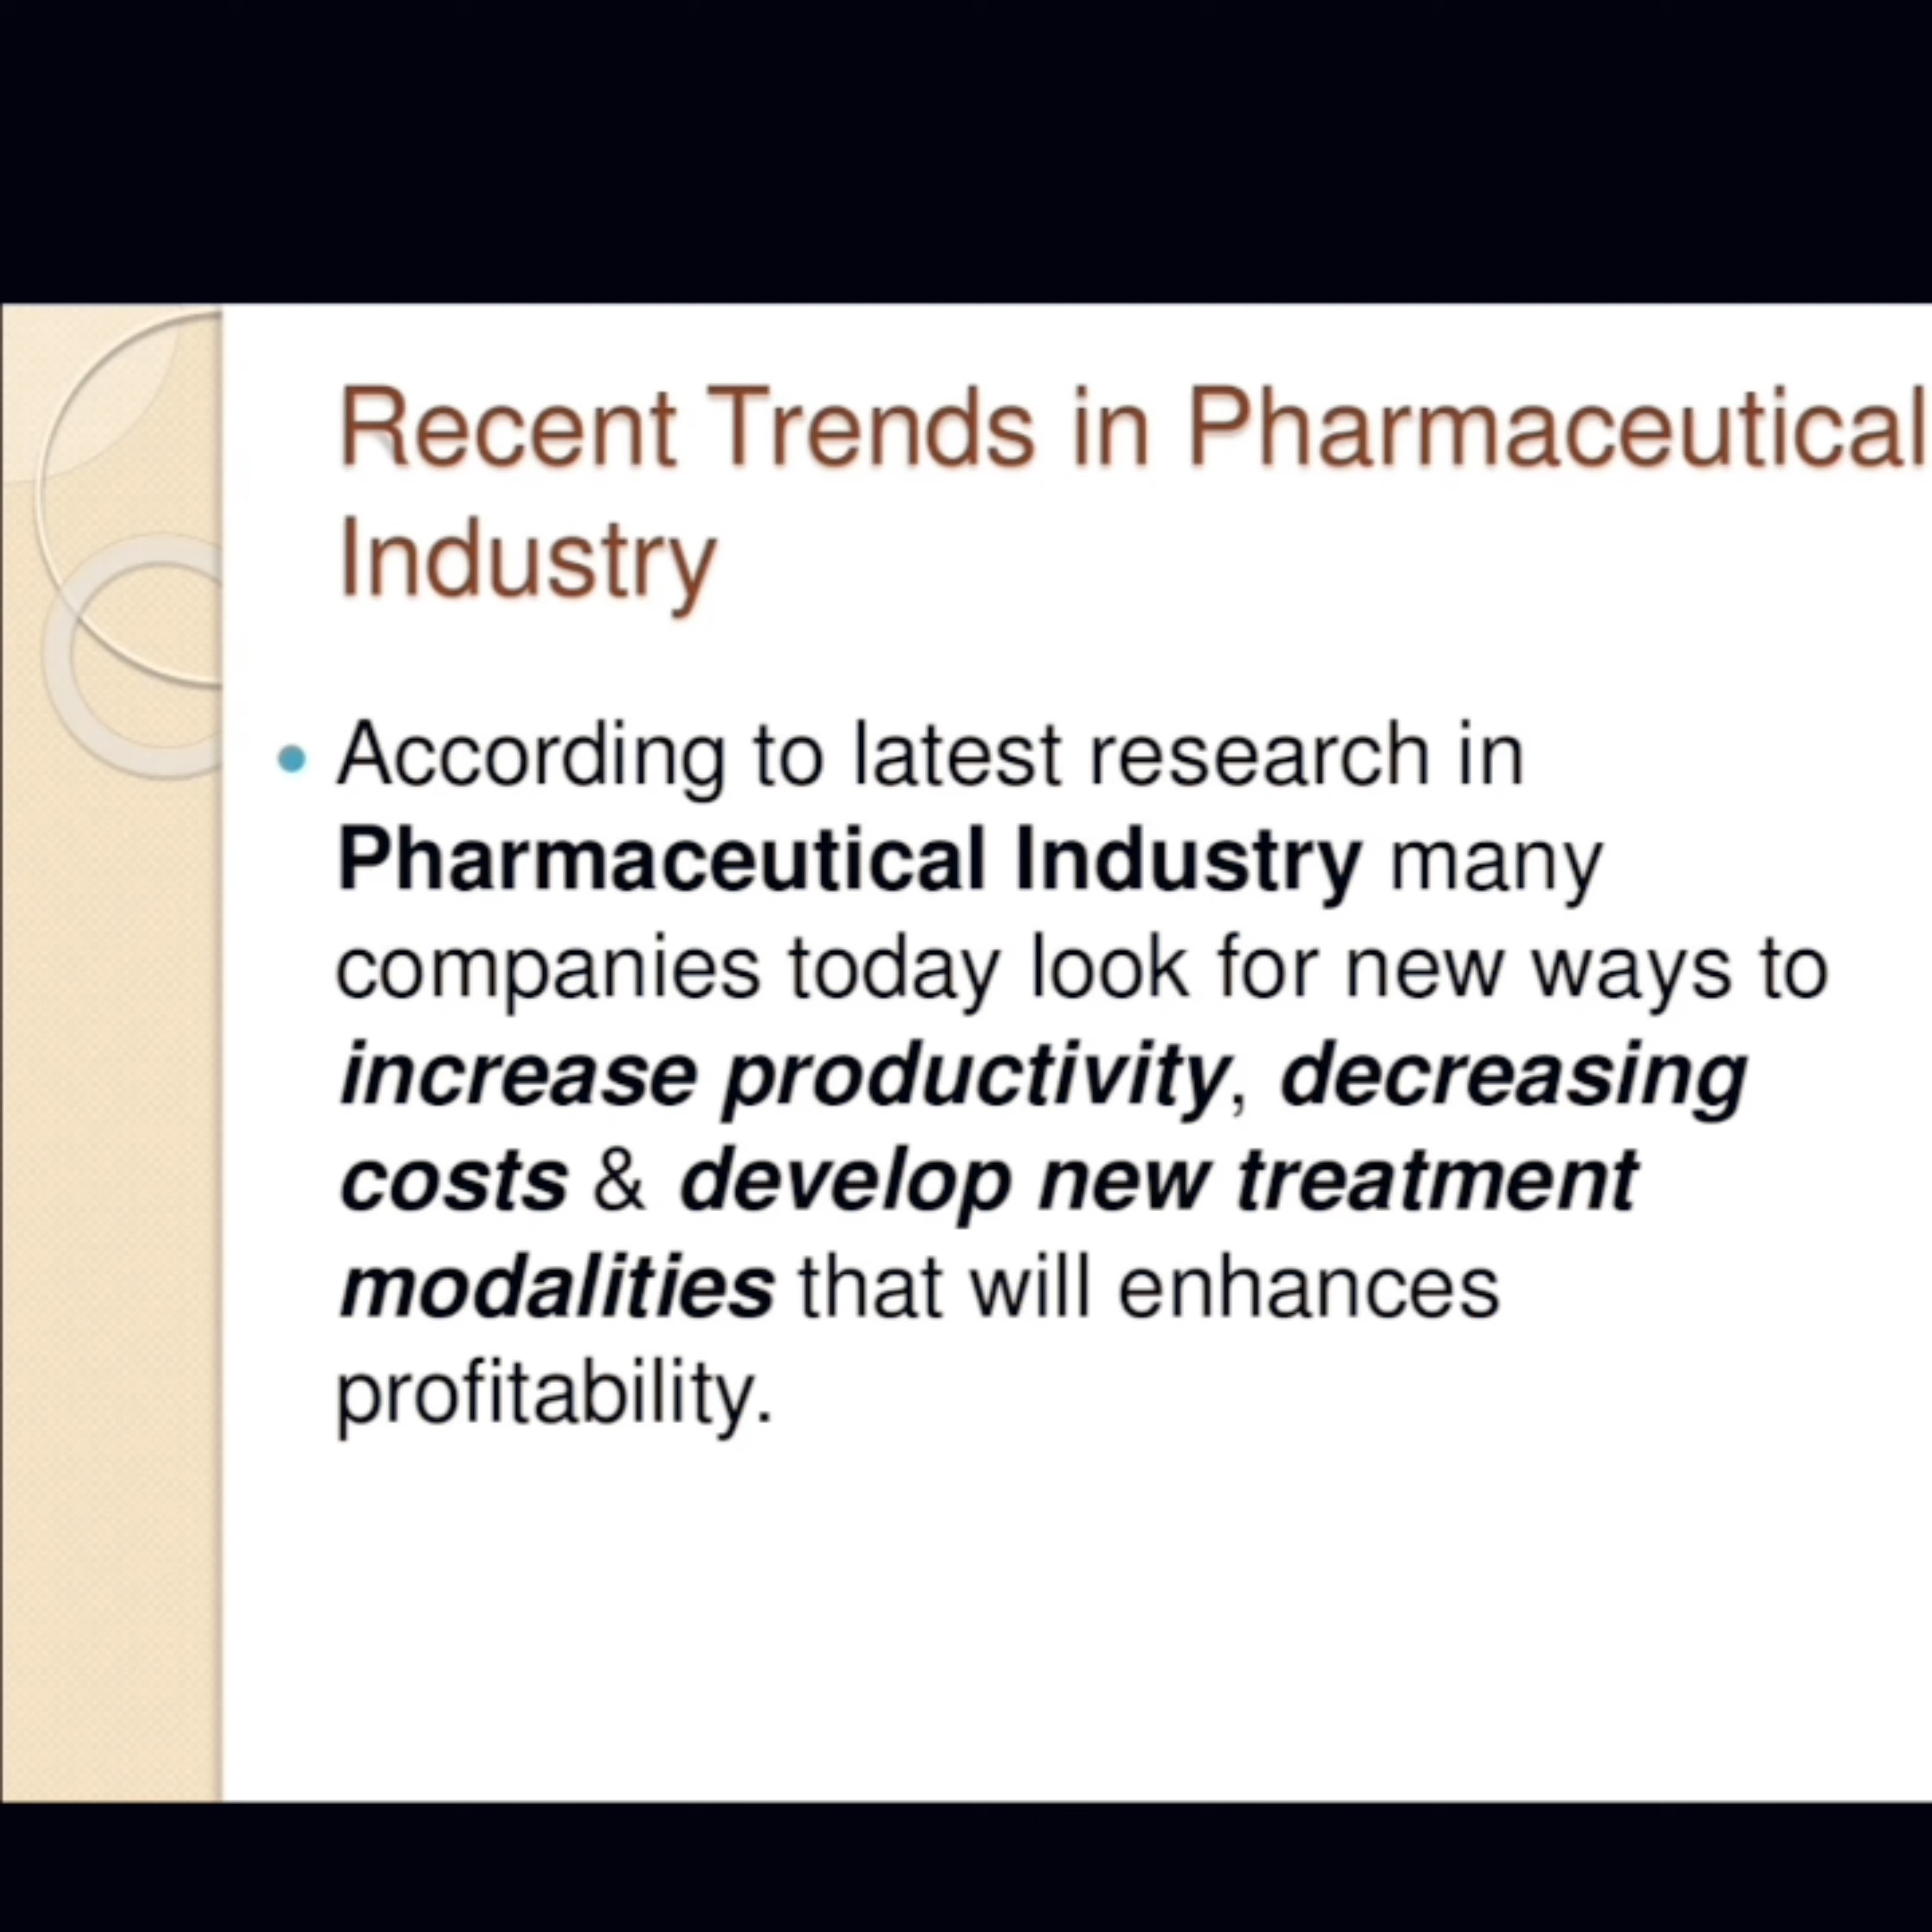 Recent Trends in Pharmaceutical
Industry
• According to latest research in
Pharmaceutical Industry many
companies today look for new ways to
increase productivity, decreasing
costs & develop new treatment
modalities that will enhances
profitability.